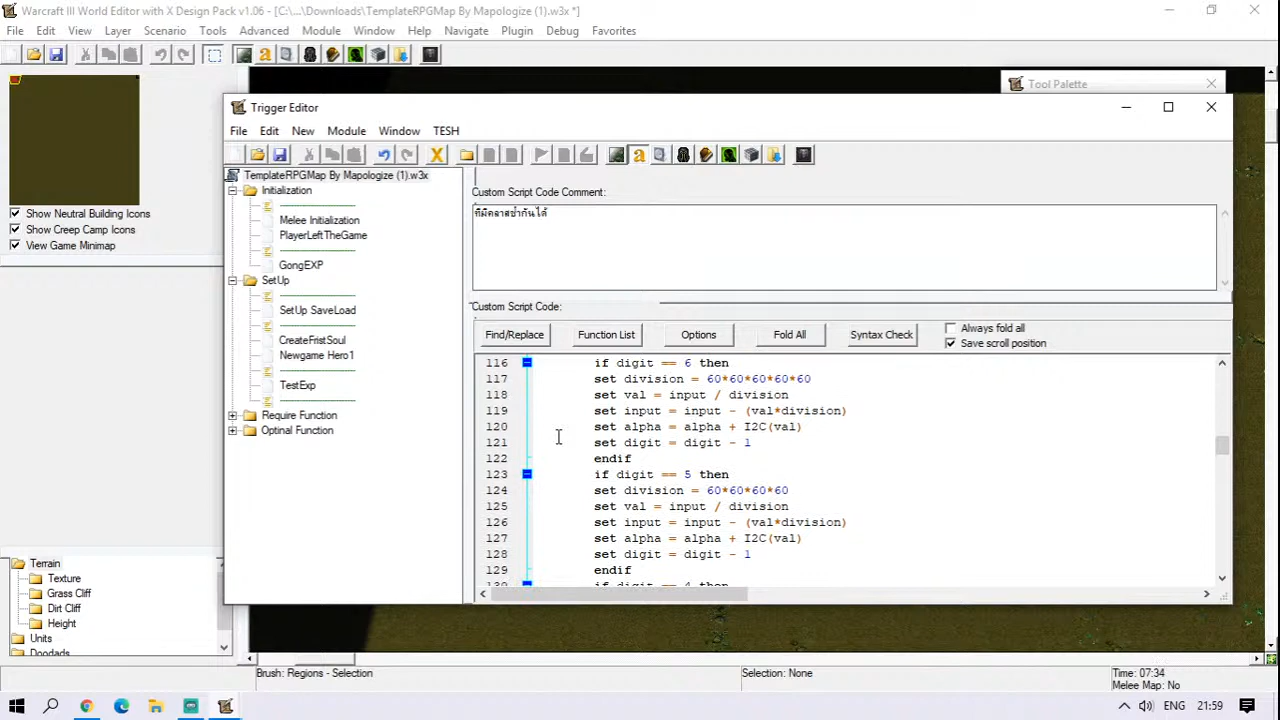 Warcraft III World Editor with X Design Pack v1.06 - [C:\...\Downloads\TemplateRPGMap By Mapologize (1).w3x *]
File Edit View Layer Scenario Tools Advanced Module Window Help Navigate Plugin Debug Favorites
Tool Palette
Trigger Editor
File Edit New Module Window TESH
TemplateRPGMap By Mapologize (1).w3x
Initialization
Melee Initialization
PlayerLeftTheGame
GongEXP
SetUp
SetUp SaveLoad
CreateFristSoul
Newgame Hero1
TestExp
Require Function
Optinal Function
Show Neutral Building Icons
Show Creep Camp Icons
View Game Minimap
Terrain
Texture
Grass Cliff
Dirt Cliff
Height
Units
Doodads
Custom Script Code Comment:
ที่มีคลาสซ้ำกันได้
Custom Script Code:
Find/Replace Function List Options Fold All Syntax Check
Always fold all
Save scroll position
116 if digit == 6 then
117 set division = 60*60*60*60*60
118 set val = input / division
119 set input = input - (val*division)
120 set alpha = alpha + I2C(val)
121 set digit = digit - 1
122 endif
123 if digit == 5 then
124 set division = 60*60*60*60
125 set val = input / division
126 set input = input - (val*division)
127 set alpha = alpha + I2C(val)
128 set digit = digit - 1
129 endif
130 if digit == 4 then
Brush: Regions - Selection
Selection: None
Time: 07:34
Melee Map: No
ENG 21:59